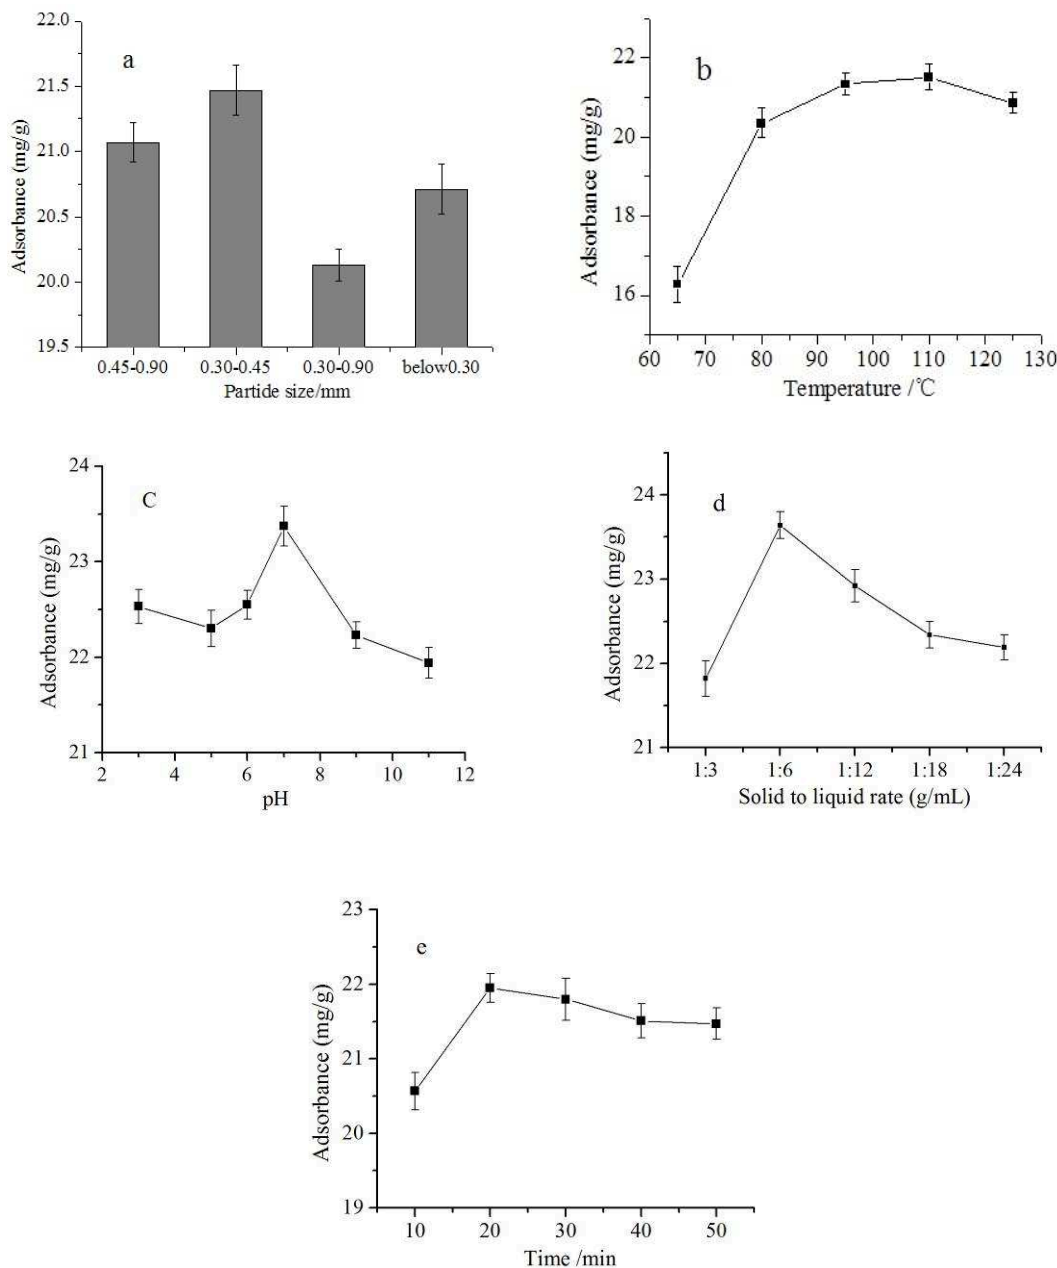 a
22.0
21.5
21.0
20.5
20.0
19.5
Adsorbance (mg/g)
0.45-0.90 0.30-0.45 0.30-0.90 below0.30
Partide size/mm
b
22
20
18
16
Adsorbance (mg/g)
60 70 80 90 100 110 120 130
Temperature /℃
C
24
23
22
21
Adsorbance (mg/g)
2 4 6 8 10 12
pH
d
24
23
22
21
Adsorbance (mg/g)
1:3 1:6 1:12 1:18 1:24
Solid to liquid rate (g/mL)
e
23
22
21
20
19
Adsorbance (mg/g)
10 20 30 40 50
Time /min